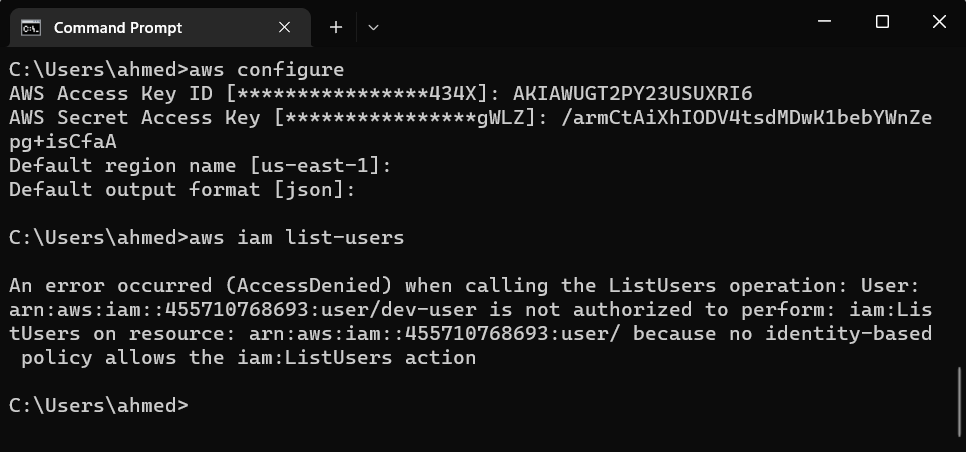 Command Prompt
C:\Users\ahmed>aws configure
AWS Access Key ID [****************434X]: AKIAWUGT2PY23USUXRI6
AWS Secret Access Key [****************gWLZ]: /armCtAiXhIODV4tsdMDwK1bebYWnZe
pg+isCfaA
Default region name [us-east-1]:
Default output format [json]:
C:\Users\ahmed>aws iam list-users
An error occurred (AccessDenied) when calling the ListUsers operation: User:
arn:aws:iam::455710768693:user/dev-user is not authorized to perform: iam:Lis
tUsers on resource: arn:aws:iam::455710768693:user/ because no identity-based
 policy allows the iam:ListUsers action
C:\Users\ahmed>